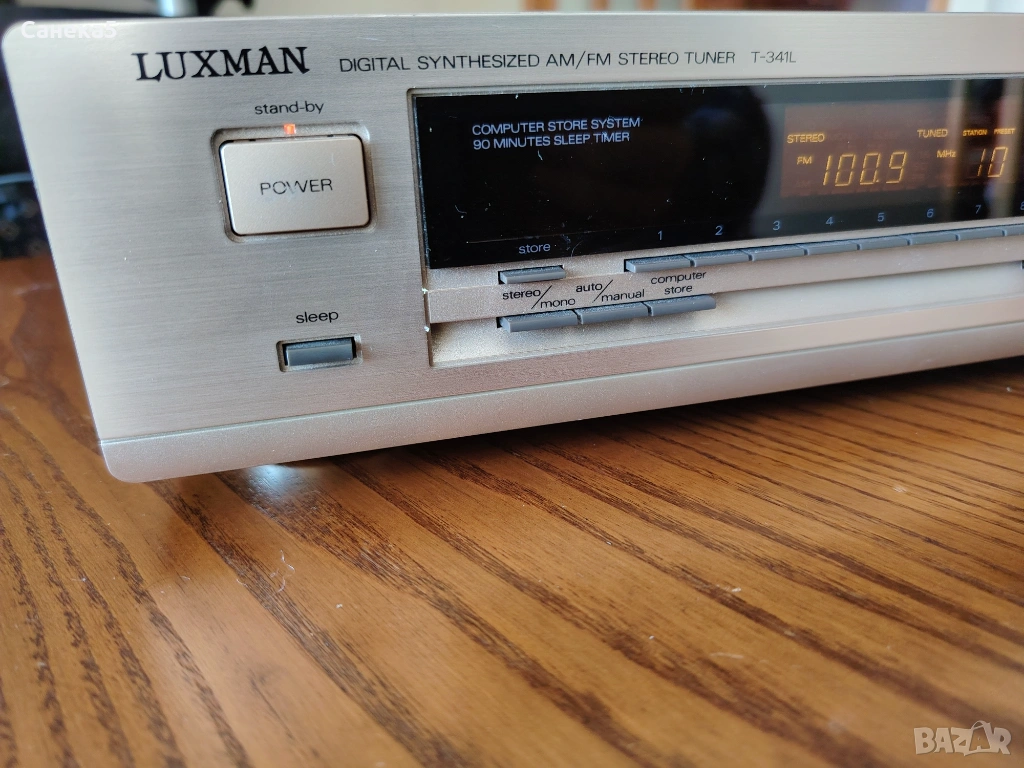 Санека5
LUXMAN DIGITAL SYNTHESIZED AM/FM STEREO TUNER T-341L
stand-by
POWER
COMPUTER STORE SYSTEM
90 MINUTES SLEEP TIMER
STEREO TUNED STATION PRESET
FM 100.9 MHz 10
1 2 3 4 5 6 7
store
stereo/mono auto/manual computer store
sleep
BAZAR